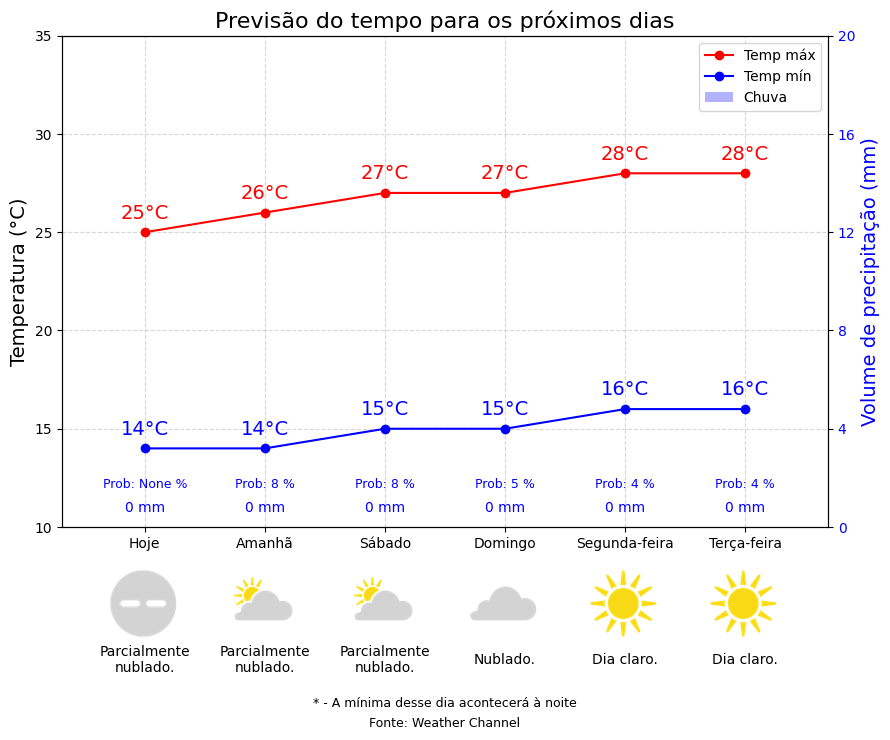 Previsão do tempo para os próximos dias
Temperatura (°C)
Volume de precipitação (mm)
35
30
25
20
15
10
20
16
12
8
4
0
Temp máx
Temp mín
Chuva
25°C 26°C 27°C 27°C 28°C 28°C
14°C 14°C 15°C 15°C 16°C 16°C
Prob: None % Prob: 8 % Prob: 8 % Prob: 5 % Prob: 4 % Prob: 4 %
0 mm 0 mm 0 mm 0 mm 0 mm 0 mm
Hoje Amanhã Sábado Domingo Segunda-feira Terça-feira
Parcialmente
nublado.
Parcialmente
nublado.
Parcialmente
nublado.
Nublado.
Dia claro.
Dia claro.
* - A mínima desse dia acontecerá à noite
Fonte: Weather Channel